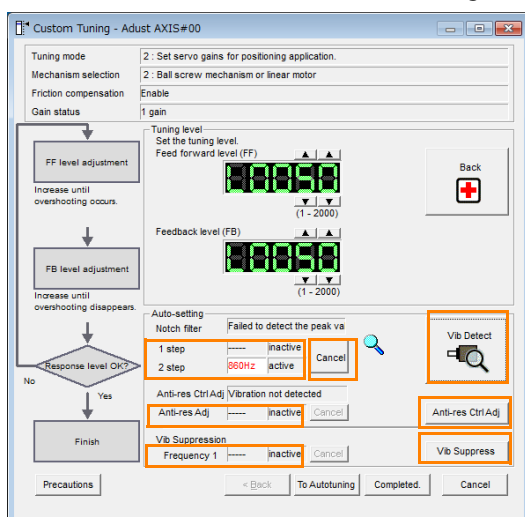 Custom Tuning - Adust AXIS#00
Tuning mode 2 : Set servo gains for positioning application.
Mechanism selection 2 : Ball screw mechanism or linear motor
Friction compensation Enable
Gain status 1 gain
FF level adjustment
Increase until
overshooting occurs.
FB level adjustment
Increase until
overshooting disappears.
Response level OK?
No
Yes
Finish
Tuning level
Set the tuning level.
Feed forward level (FF)
L0050
(1 - 2000)
Feedback level (FB)
L0050
(1 - 2000)
Back
Auto-setting
Notch filter Failed to detect the peak va
1 step ----- inactive
2 step 860Hz active
Cancel
Vib Detect
Anti-res Ctrl Adj Vibration not detected
Anti-res Adj ----- inactive Cancel
Anti-res Ctrl Adj
Vib Suppression
Frequency 1 ----- inactive Cancel
Vib Suppress
Precautions < Back To Autotuning Completed. Cancel